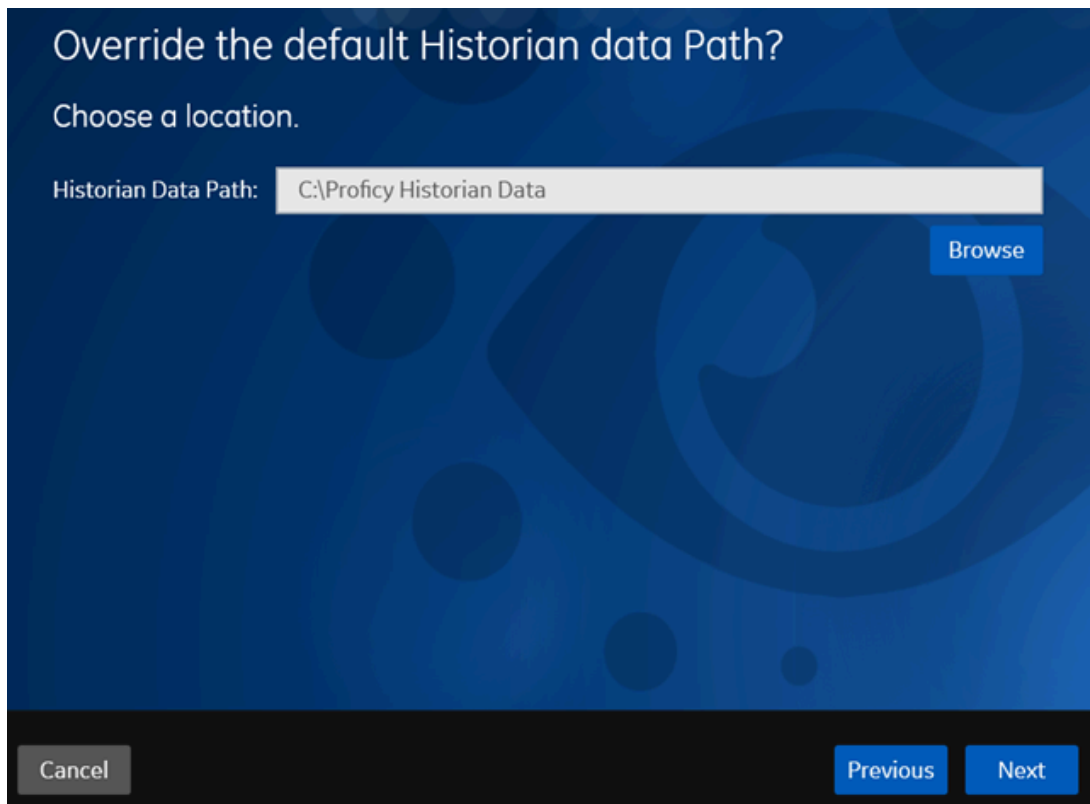 Override the default Historian data Path?
Choose a location.
Historian Data Path: C:\Proficy Historian Data
Browse
Cancel Previous Next